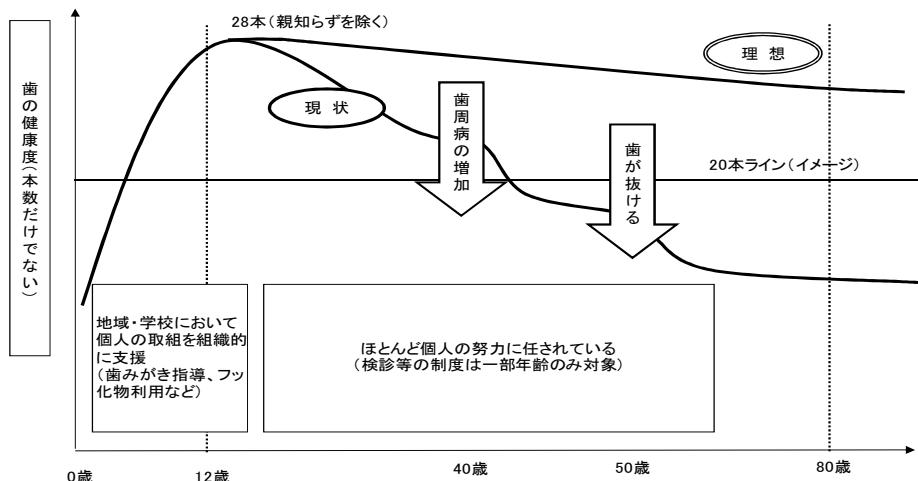 28本（親知らずを除く）
理 想
歯の健康度（本数だけでない）
現 状
歯周病の増加
歯が抜ける
20本ライン（イメージ）
地域・学校において
個人の取組を組織的
に支援
（歯みがき指導、フッ
化物利用など）
ほとんど個人の努力に任されている
（検診等の制度は一部年齢のみ対象）
0歳
12歳
40歳
50歳
80歳